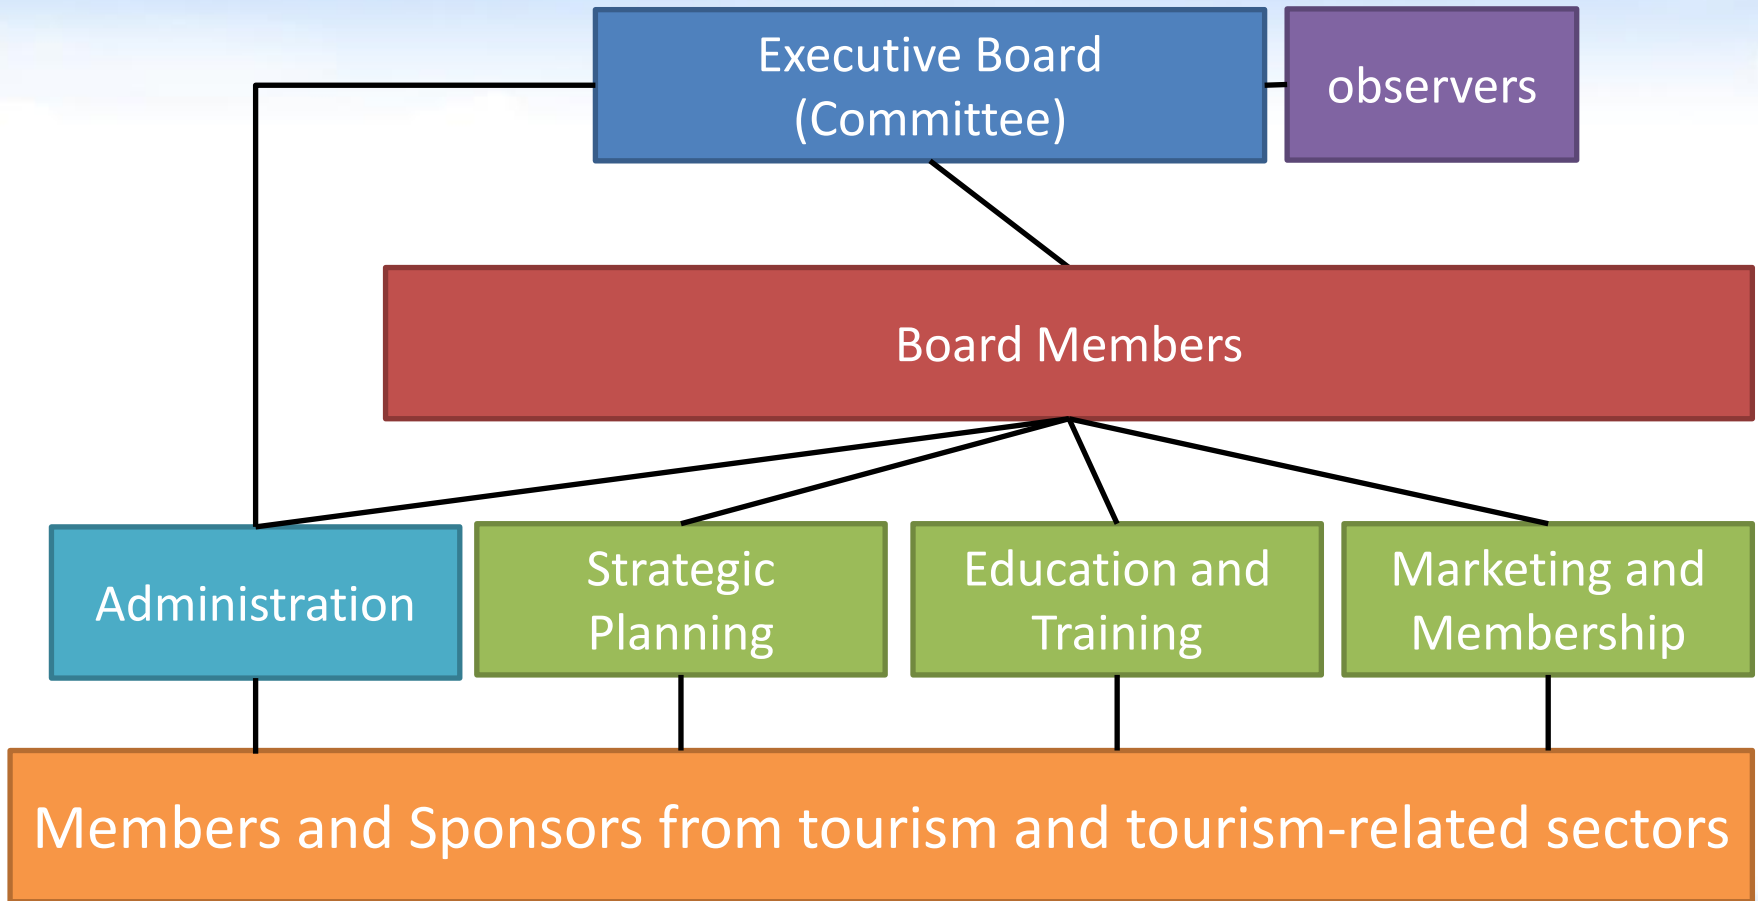 Executive Board
(Committee)
observers
Board Members
Administration
Strategic
Planning
Education and
Training
Marketing and
Membership
Members and Sponsors from tourism and tourism-related sectors